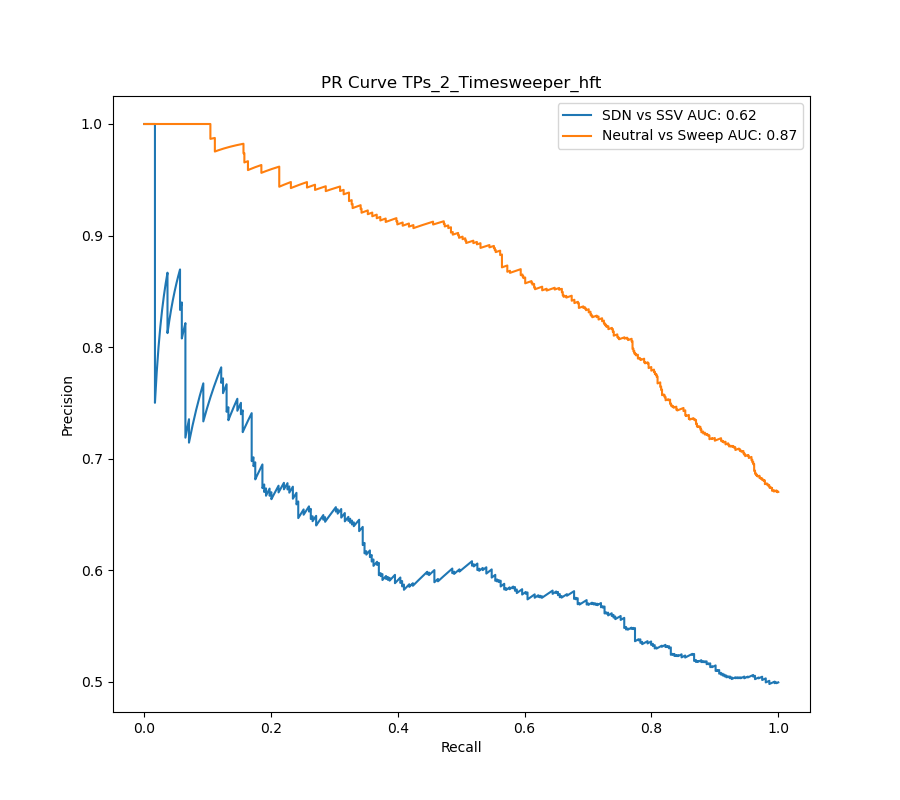 PR Curve TPs_2_Timesweeper_hft
SDN vs SSV AUC: 0.62
Neutral vs Sweep AUC: 0.87
1.0
0.9
0.8
0.7
0.6
0.5
Precision
0.0 0.2 0.4 0.6 0.8 1.0
Recall